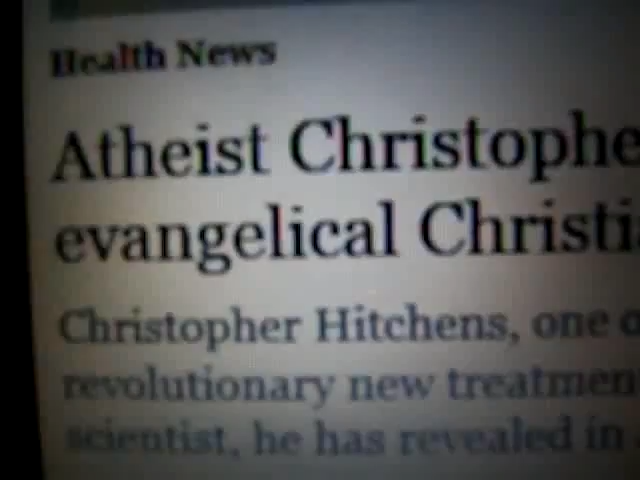 Health News
Atheist Christophe
evangelical Christi
Christopher Hitchens, one o
revolutionary new treatmen
scientist, he has revealed in